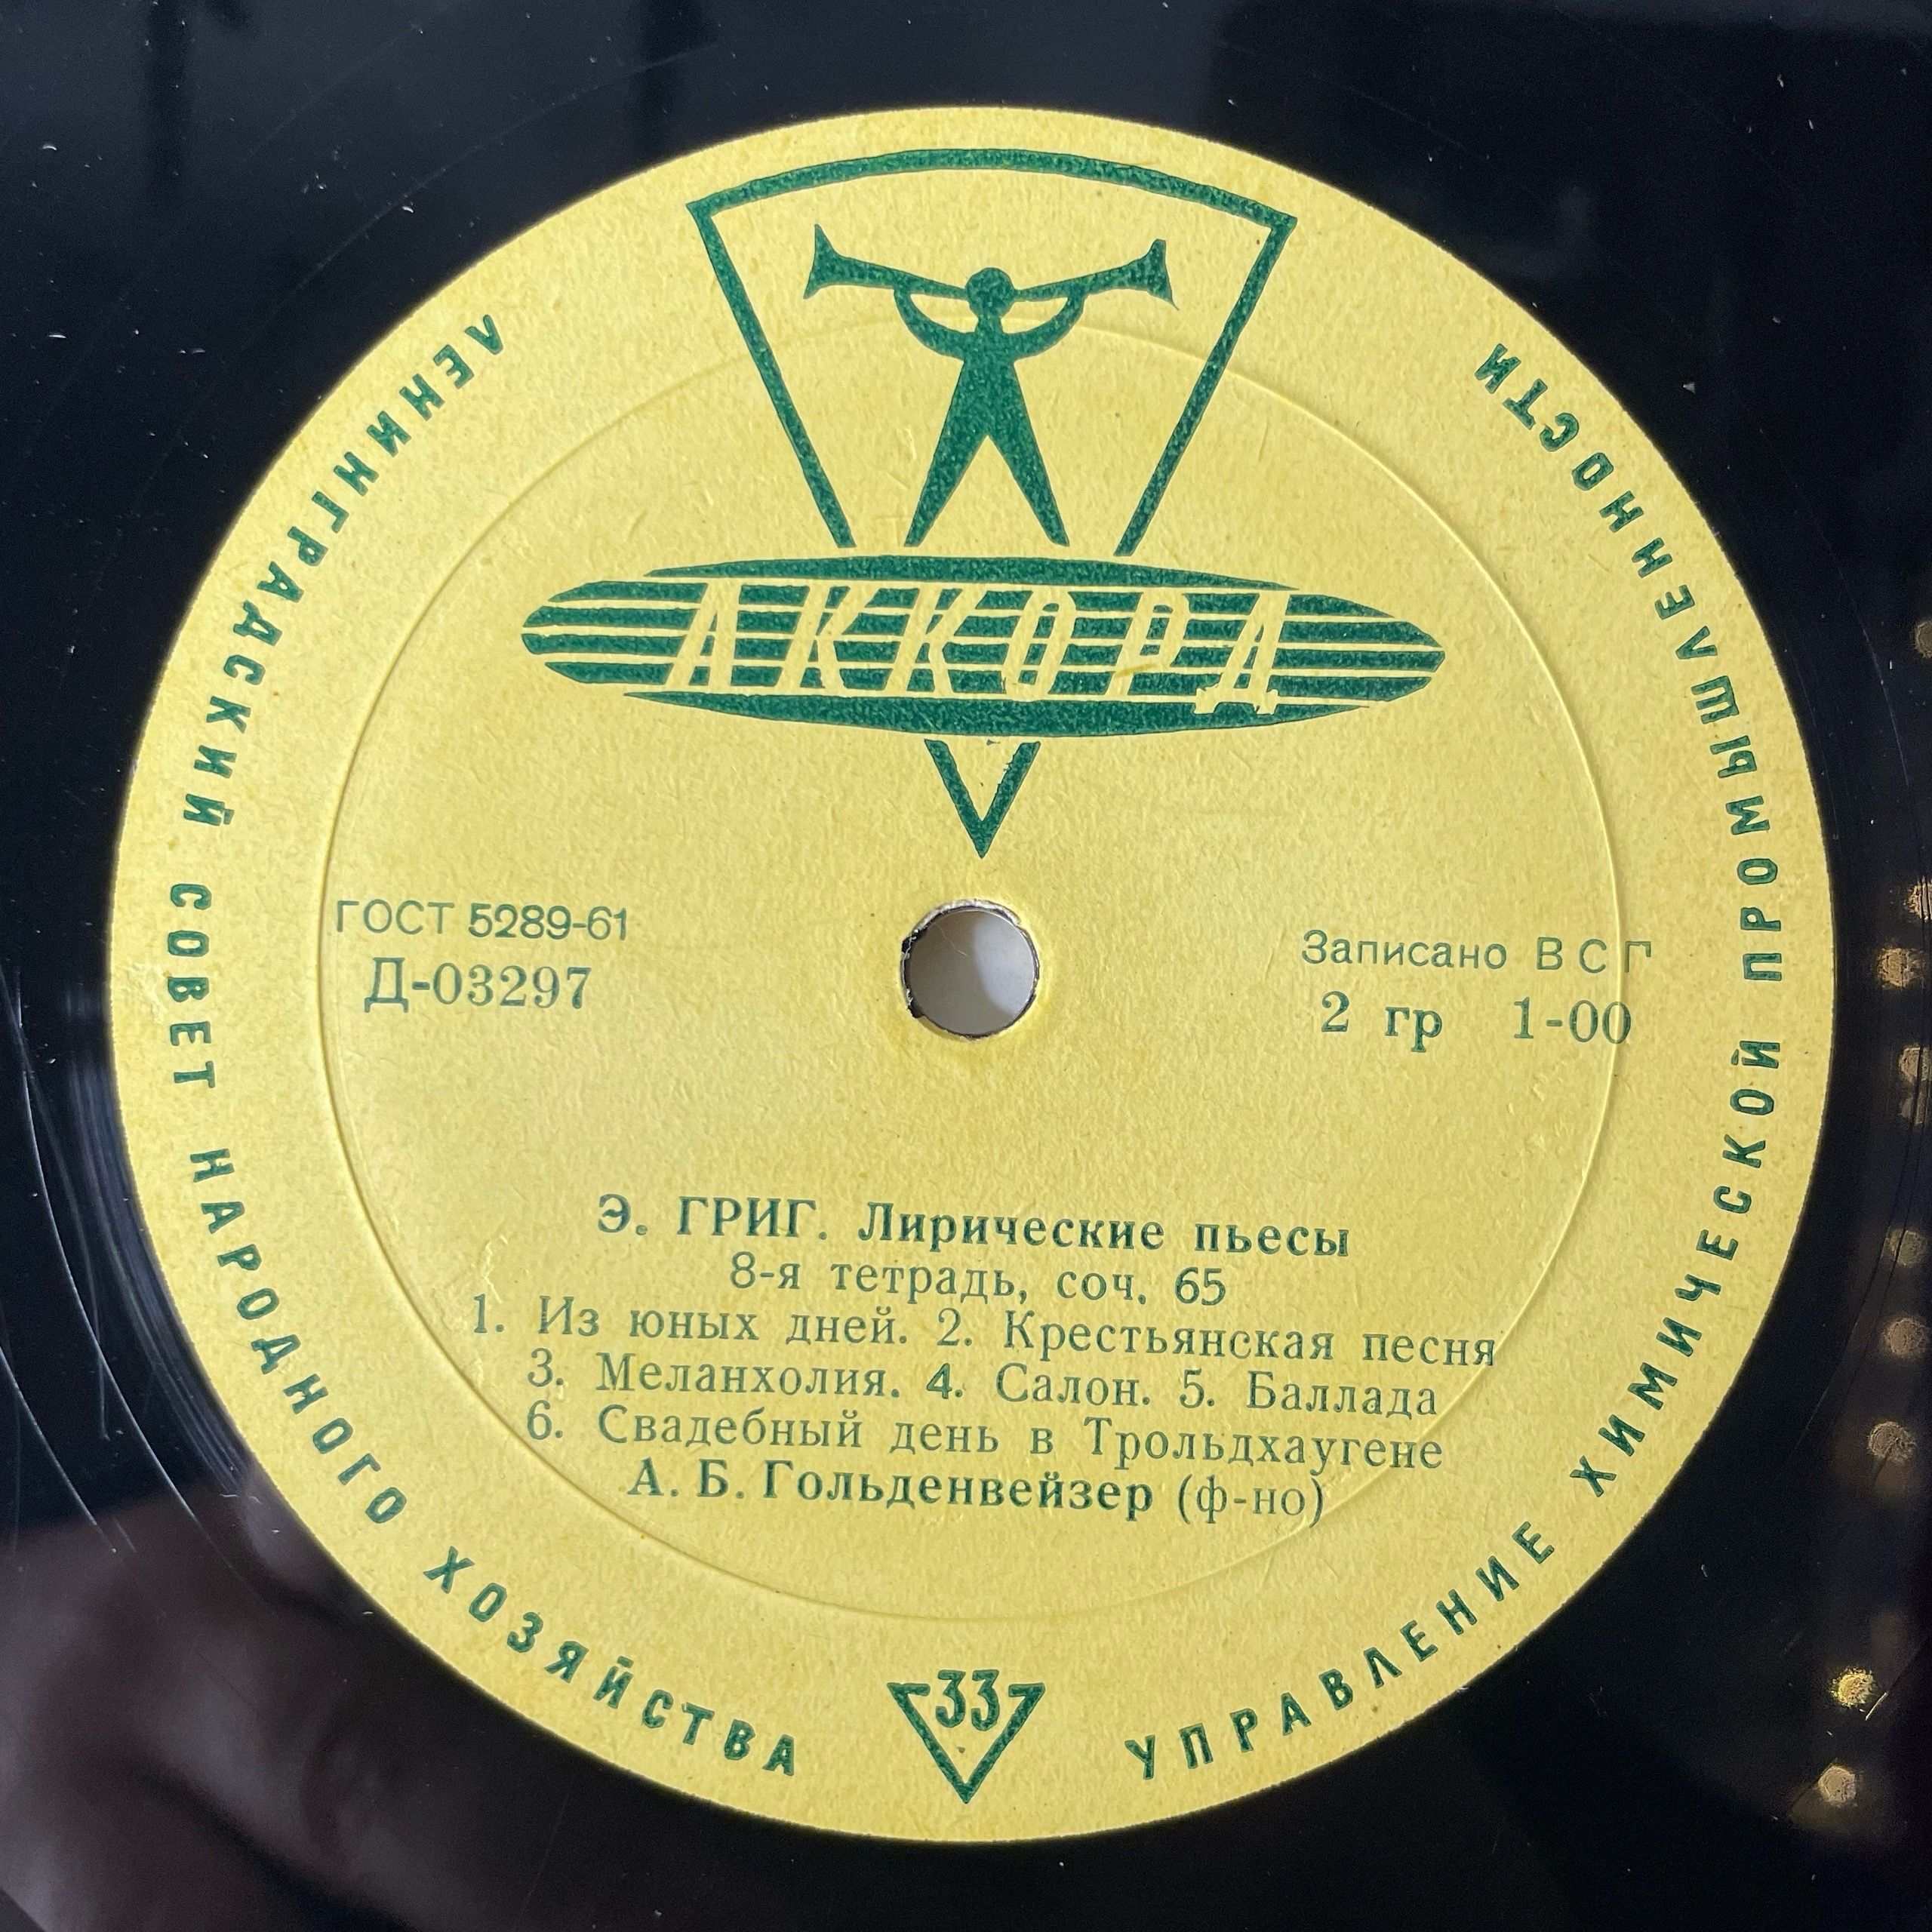 АККОРД
ЛЕНИНГРАДСКИЙ СОВЕТ НАРОДНОГО ХОЗЯЙСТВА
УПРАВЛЕНИЕ ХИМИЧЕСКОЙ ПРОМЫШЛЕННОСТИ
ГОСТ 5289-61
Д-03297
Записано ВСГ
2 гр 1-00
Э. ГРИГ. Лирические пьесы
8-я тетрадь, соч. 65
1. Из юных дней. 2. Крестьянская песня
3. Меланхолия. 4. Салон. 5. Баллада
6. Свадебный день в Трольдхаугене
А. Б. Гольденвейзер (ф-но)
33